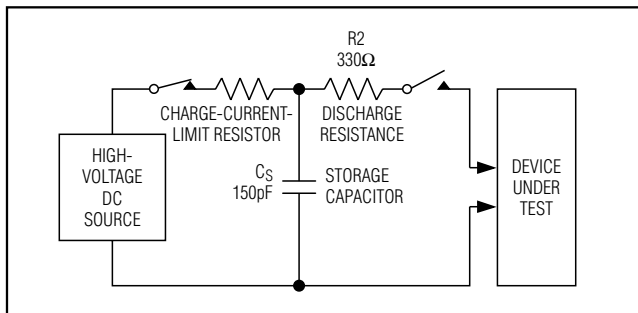 R2
330Ω
CHARGE-CURRENT-
LIMIT RESISTOR
DISCHARGE
RESISTANCE
HIGH-
VOLTAGE
DC
SOURCE
CS
150pF
STORAGE
CAPACITOR
DEVICE
UNDER
TEST